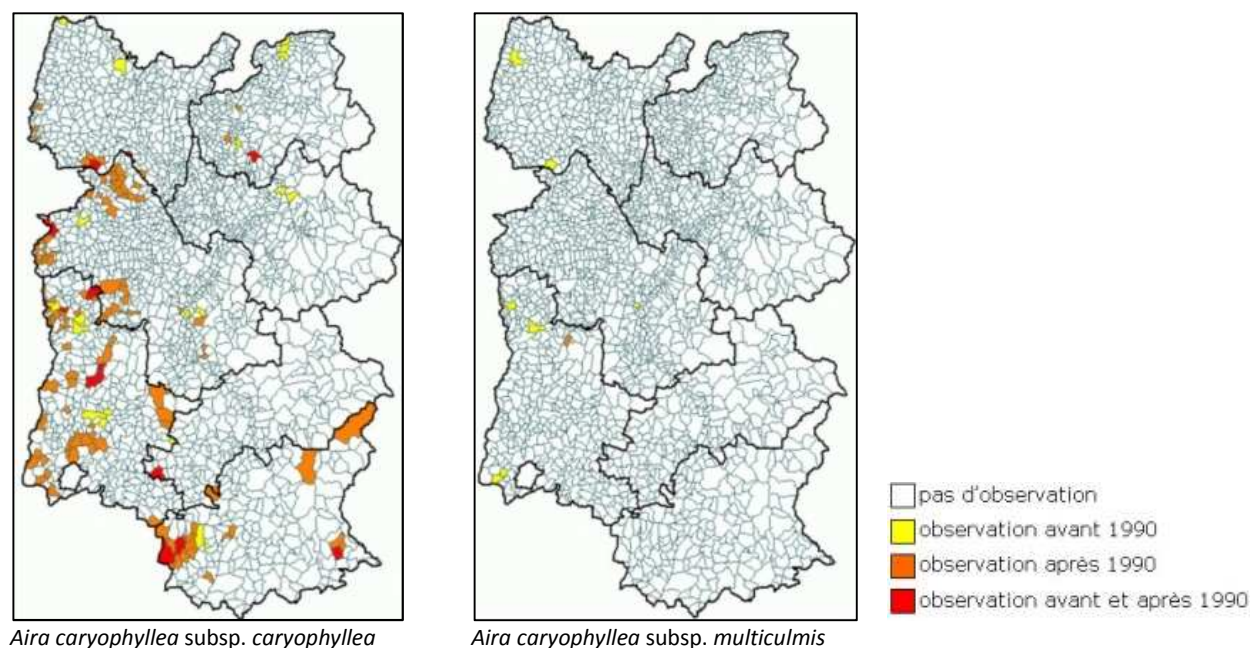 pas d'observation
observation avant 1990
observation après 1990
observation avant et après 1990
Aira caryophyllea subsp. caryophyllea
Aira caryophyllea subsp. multiculmis